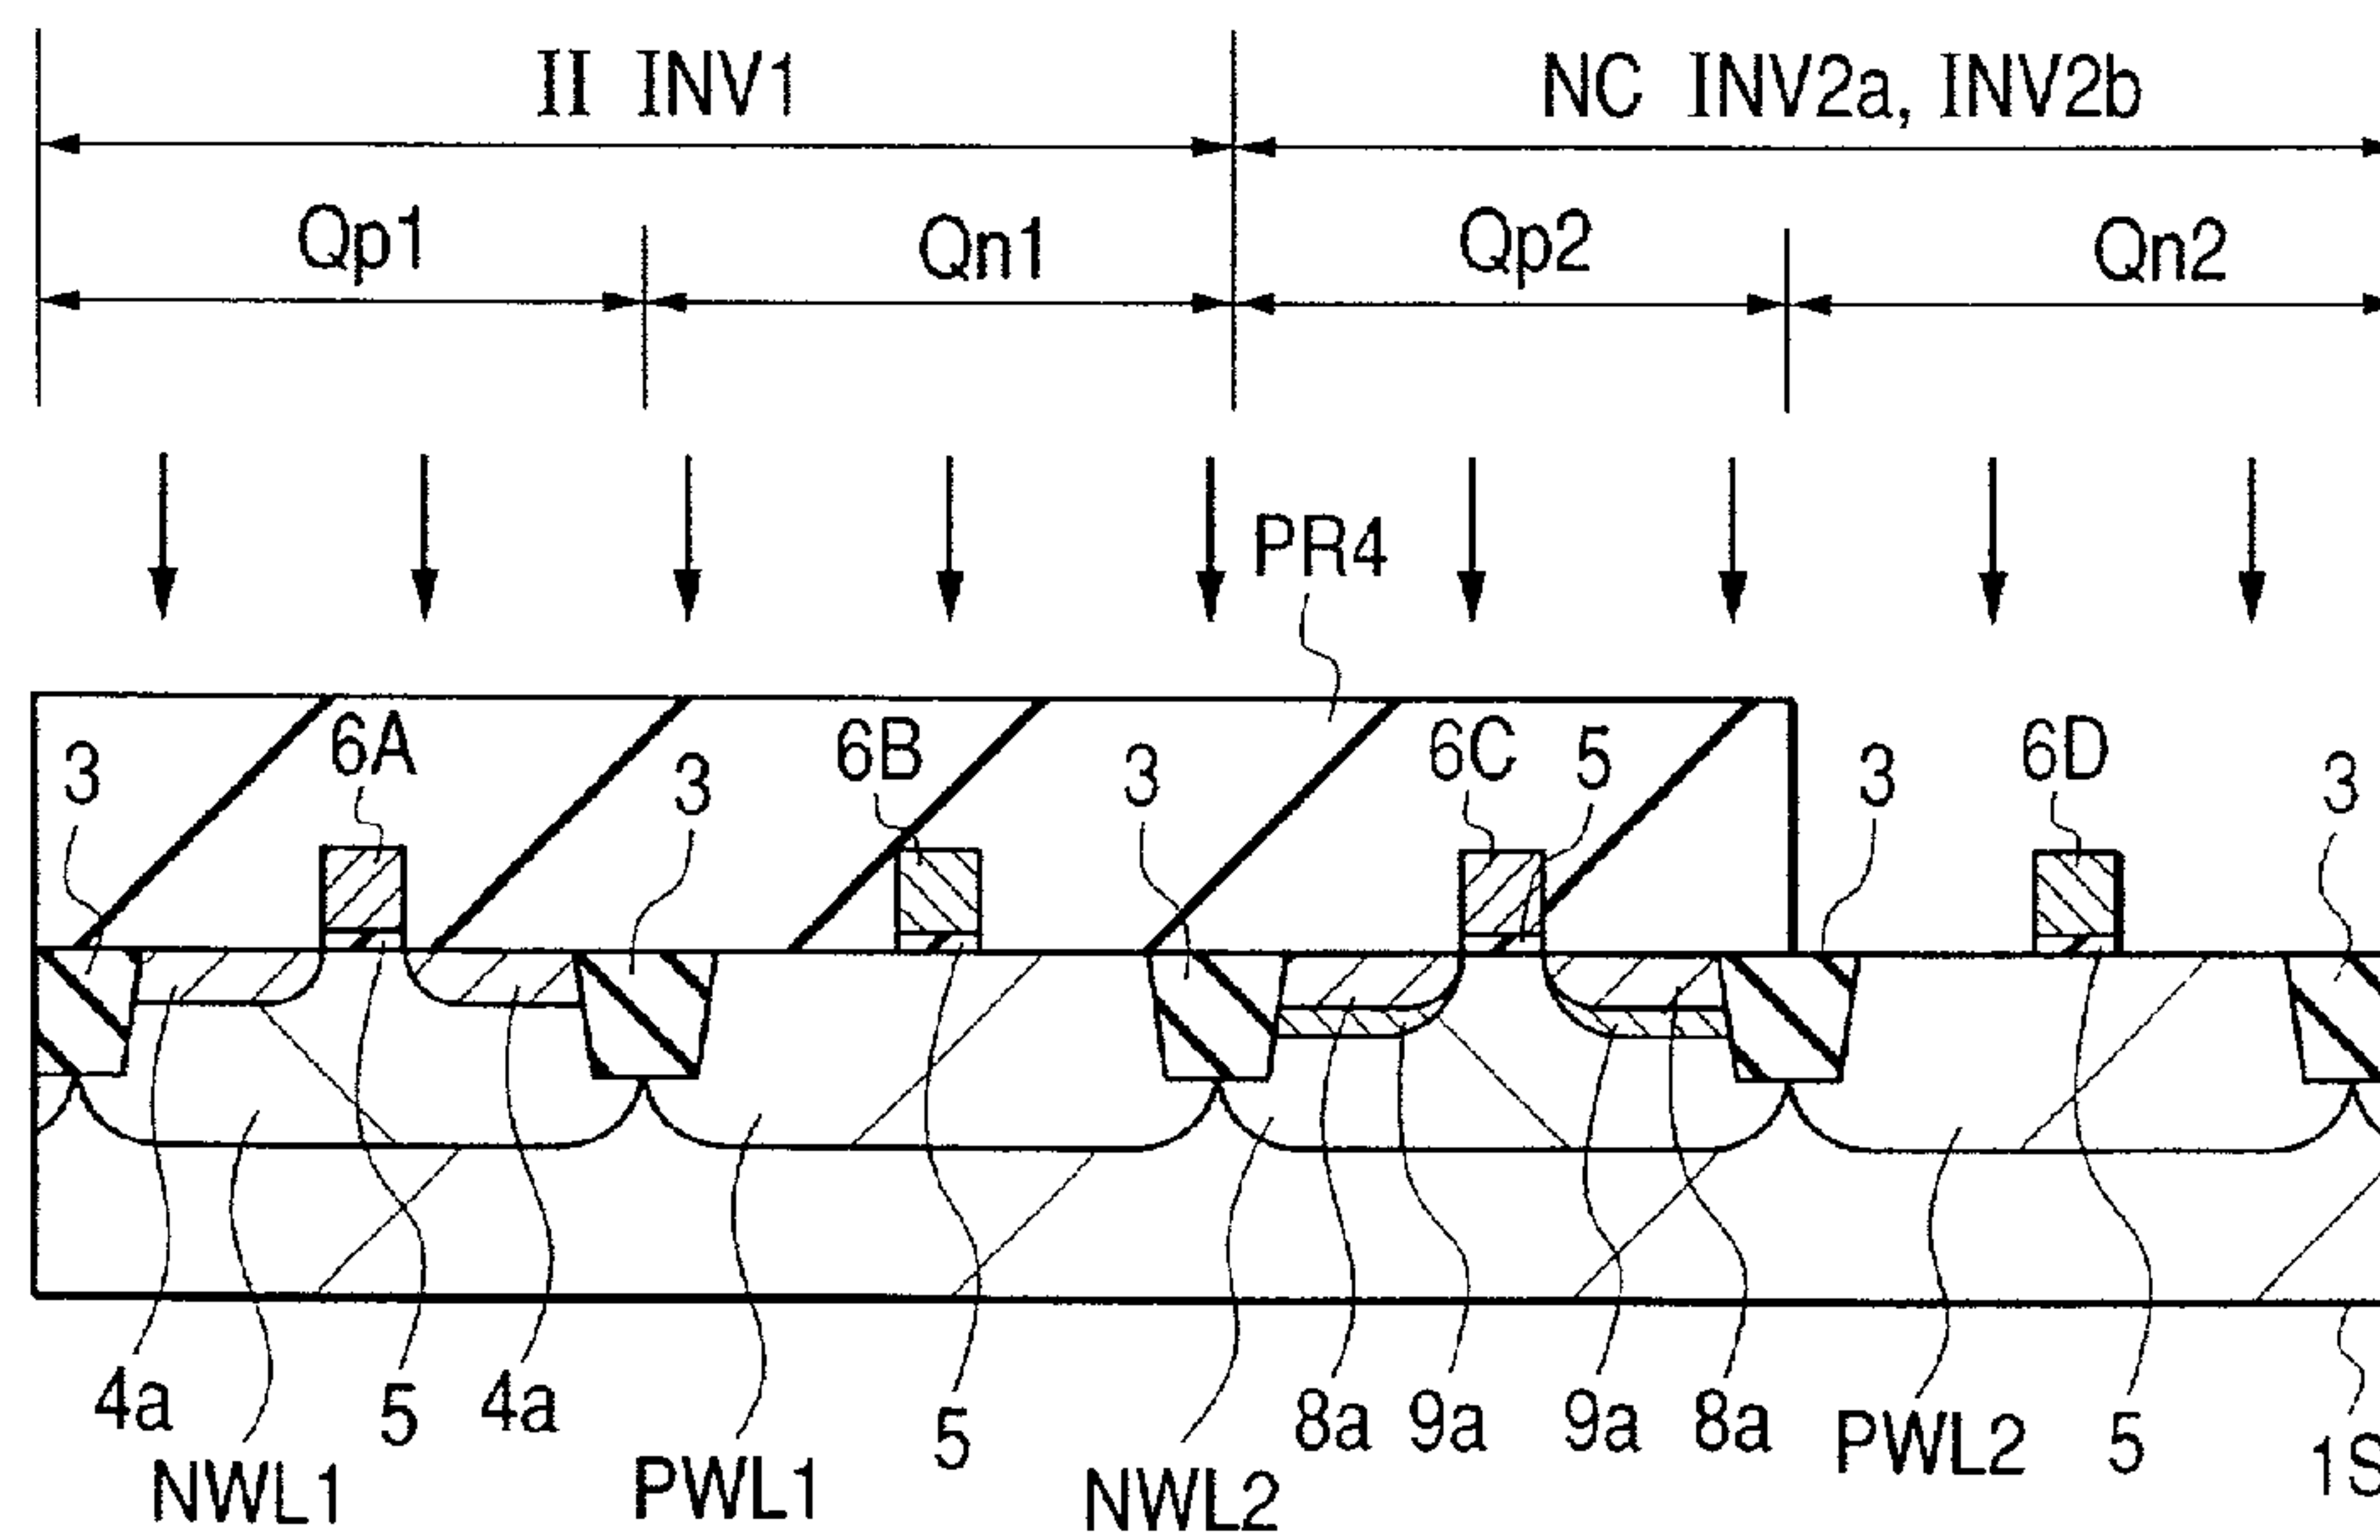 II INV1 NC INV2a, INV2b
Qp1 Qn1 Qp2 Qn2
PR4
3 6A 3 6B 3 6C 5 3 6D 3
4a 5 4a 5 8a 9a 9a 8a PWL2 5 1S
NWL1 PWL1 NWL2